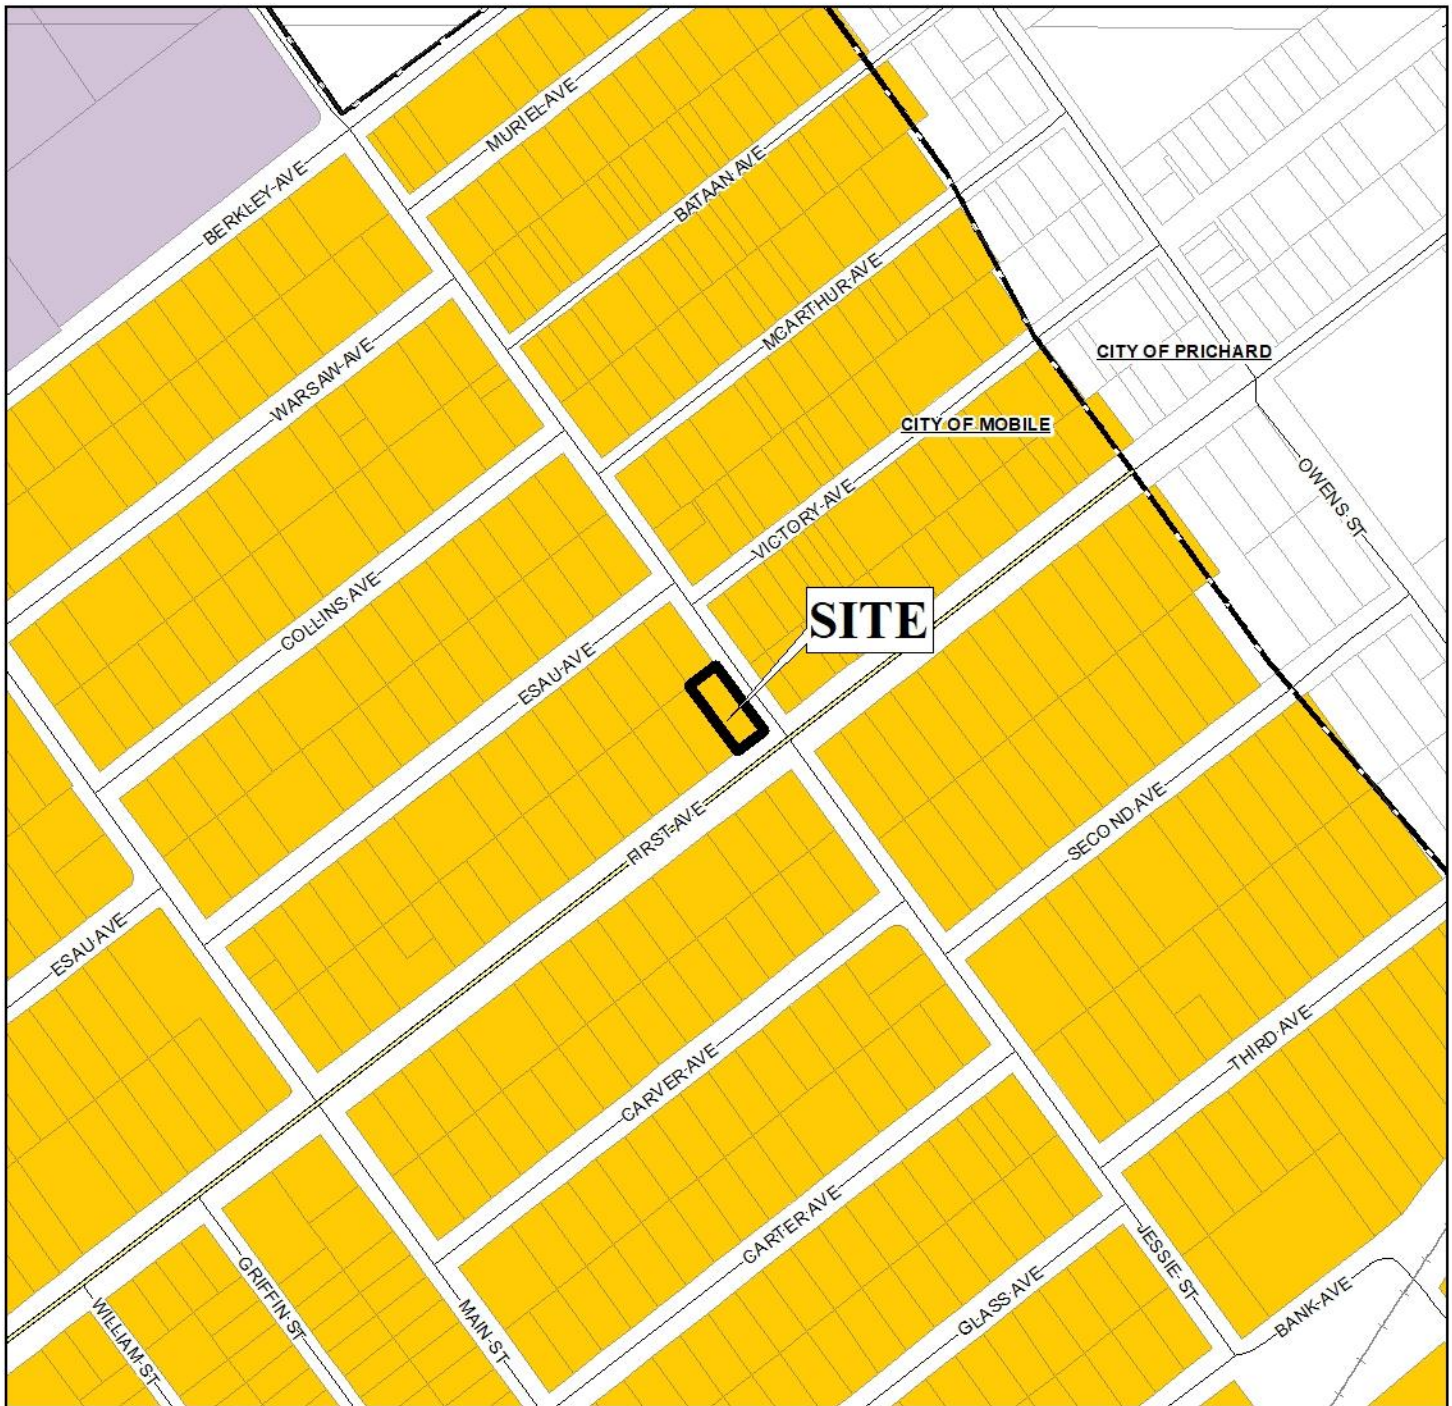 MURIEL AVE
BERKLEY AVE
BATAAN AVE
MCARTHUR AVE
WARSAW AVE
CITY OF PRICHARD
CITY OF MOBILE
OWENS ST
VICTORY AVE
COLLINS AVE
SITE
ESAU AVE
FIRST AVE
SECOND AVE
ESAU AVE
THIRD AVE
CARVER AVE
CARTER AVE
JESSIE ST
GRIFFIN ST
MAIN ST
GLASS AVE
BANK AVE
WILLIAM ST